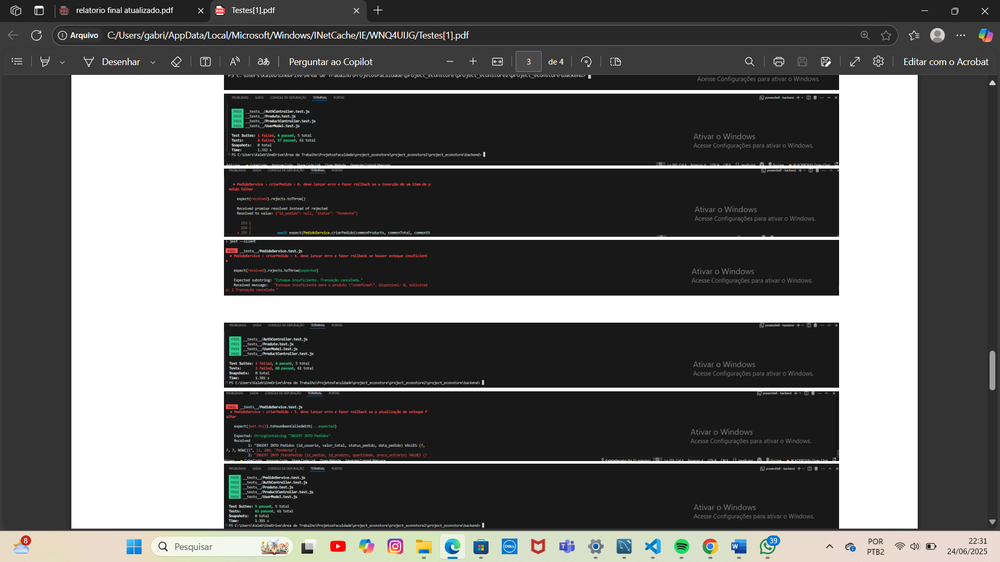 relatorio final atualizado.pdf
Testes[1].pdf
Arquivo
C:/Users/gabri/AppData/Local/Microsoft/Windows/INetCache/IE/WNQ4UIJG/Testes[1].pdf
Desenhar
Perguntar ao Copilot
3
de 4
Editar com o Acrobat
PS C:\Users\Kaleb\OneDrive\Área de Trabalho\ProjetosFaculdade\project_econstore\project_econstore2\project_econstore\backend>
Acesse Configurações para ativar o Windows.
PROBLEMAS SAÍDA CONSOLE DE DEPURAÇÃO TERMINAL PORTAS
powershell - backend
PASS __tests__/AuthController.test.js
PASS __tests__/Produto.test.js
PASS __tests__/ProductController.test.js
PASS __tests__/UserModel.test.js
Test Suites: 1 failed, 4 passed, 5 total
Tests: 4 failed, 57 passed, 61 total
Snapshots: 0 total
Time: 1.332 s
PS C:\Users\Kaleb\OneDrive\Área de Trabalho\ProjetosFaculdade\project_econstore\project_econstore2\project_econstore\backend>
Ativar o Windows
Acesse Configurações para ativar o Windows.
PROBLEMAS SAÍDA CONSOLE DE DEPURAÇÃO TERMINAL PORTAS
powershell - backend
● PedidoService › criarPedido › 6. deve lançar erro e fazer rollback se a inserção de um item do p
edido falhar
expect(received).rejects.toThrow()
Received promise resolved instead of rejected
Resolved to value: {"id_pedido": null, "status": "Pendente"}
253 |
254 |
> 255 | await expect(PedidoService.criarPedido(commonProducts, commonTotal, commonSt
Ativar o Windows
Acesse Configurações para ativar o Windows.
> jest --silent
FAIL __tests__/PedidoService.test.js
● PedidoService › criarPedido › 3. deve lançar erro e fazer rollback se houver estoque insuficient
e
expect(received).rejects.toThrow(expected)
Expected substring: "Estoque insuficiente. Transação cancelada."
Received message: "Estoque insuficiente para o produto \"undefined\". Disponível: 0, solicitad
o: 1 Transação cancelada."
Ativar o Windows
Acesse Configurações para ativar o Windows.
PROBLEMAS SAÍDA CONSOLE DE DEPURAÇÃO TERMINAL PORTAS
powershell - backend
PASS __tests__/AuthController.test.js
PASS __tests__/Produto.test.js
PASS __tests__/UserModel.test.js
PASS __tests__/ProductController.test.js
Test Suites: 1 failed, 4 passed, 5 total
Tests: 1 failed, 60 passed, 61 total
Snapshots: 0 total
Time: 1.381 s
PS C:\Users\Kaleb\OneDrive\Área de Trabalho\ProjetosFaculdade\project_econstore\project_econstore2\project_econstore\backend>
Ativar o Windows
Acesse Configurações para ativar o Windows.
PROBLEMAS SAÍDA CONSOLE DE DEPURAÇÃO TERMINAL PORTAS
powershell - backend
FAIL __tests__/PedidoService.test.js
● PedidoService › criarPedido › 5. deve lançar erro e fazer rollback se a atualização de estoque f
alhar
expect(jest.fn()).toHaveBeenCalledWith(...expected)
Expected: StringContaining "INSERT INTO Pedidos"
Received
1: "INSERT INTO Pedidos (id_usuario, valor_total, status_pedido, data_pedido) VALUES (?,
?, ?, NOW())", [1, 200, "Pendente"]
2: "INSERT INTO ItensPedido (id_pedido, id_produto, quantidade, preco_unitario) VALUES (?
Ativar o Windows
Acesse Configurações para ativar o Windows.
PROBLEMAS SAÍDA CONSOLE DE DEPURAÇÃO TERMINAL PORTAS
powershell - backend
PASS __tests__/PedidoService.test.js
PASS __tests__/AuthController.test.js
PASS __tests__/Produto.test.js
PASS __tests__/ProductController.test.js
PASS __tests__/UserModel.test.js
Test Suites: 5 passed, 5 total
Tests: 61 passed, 61 total
Snapshots: 0 total
Time: 1.391 s
PS C:\Users\Kaleb\OneDrive\Área de Trabalho\ProjetosFaculdade\project_econstore\project_econstore2\project_econstore\backend>
Ativar o Windows
Acesse Configurações para ativar o Windows.
8
Pesquisar
DELL
39
POR
PTB2
22:31
24/06/2025